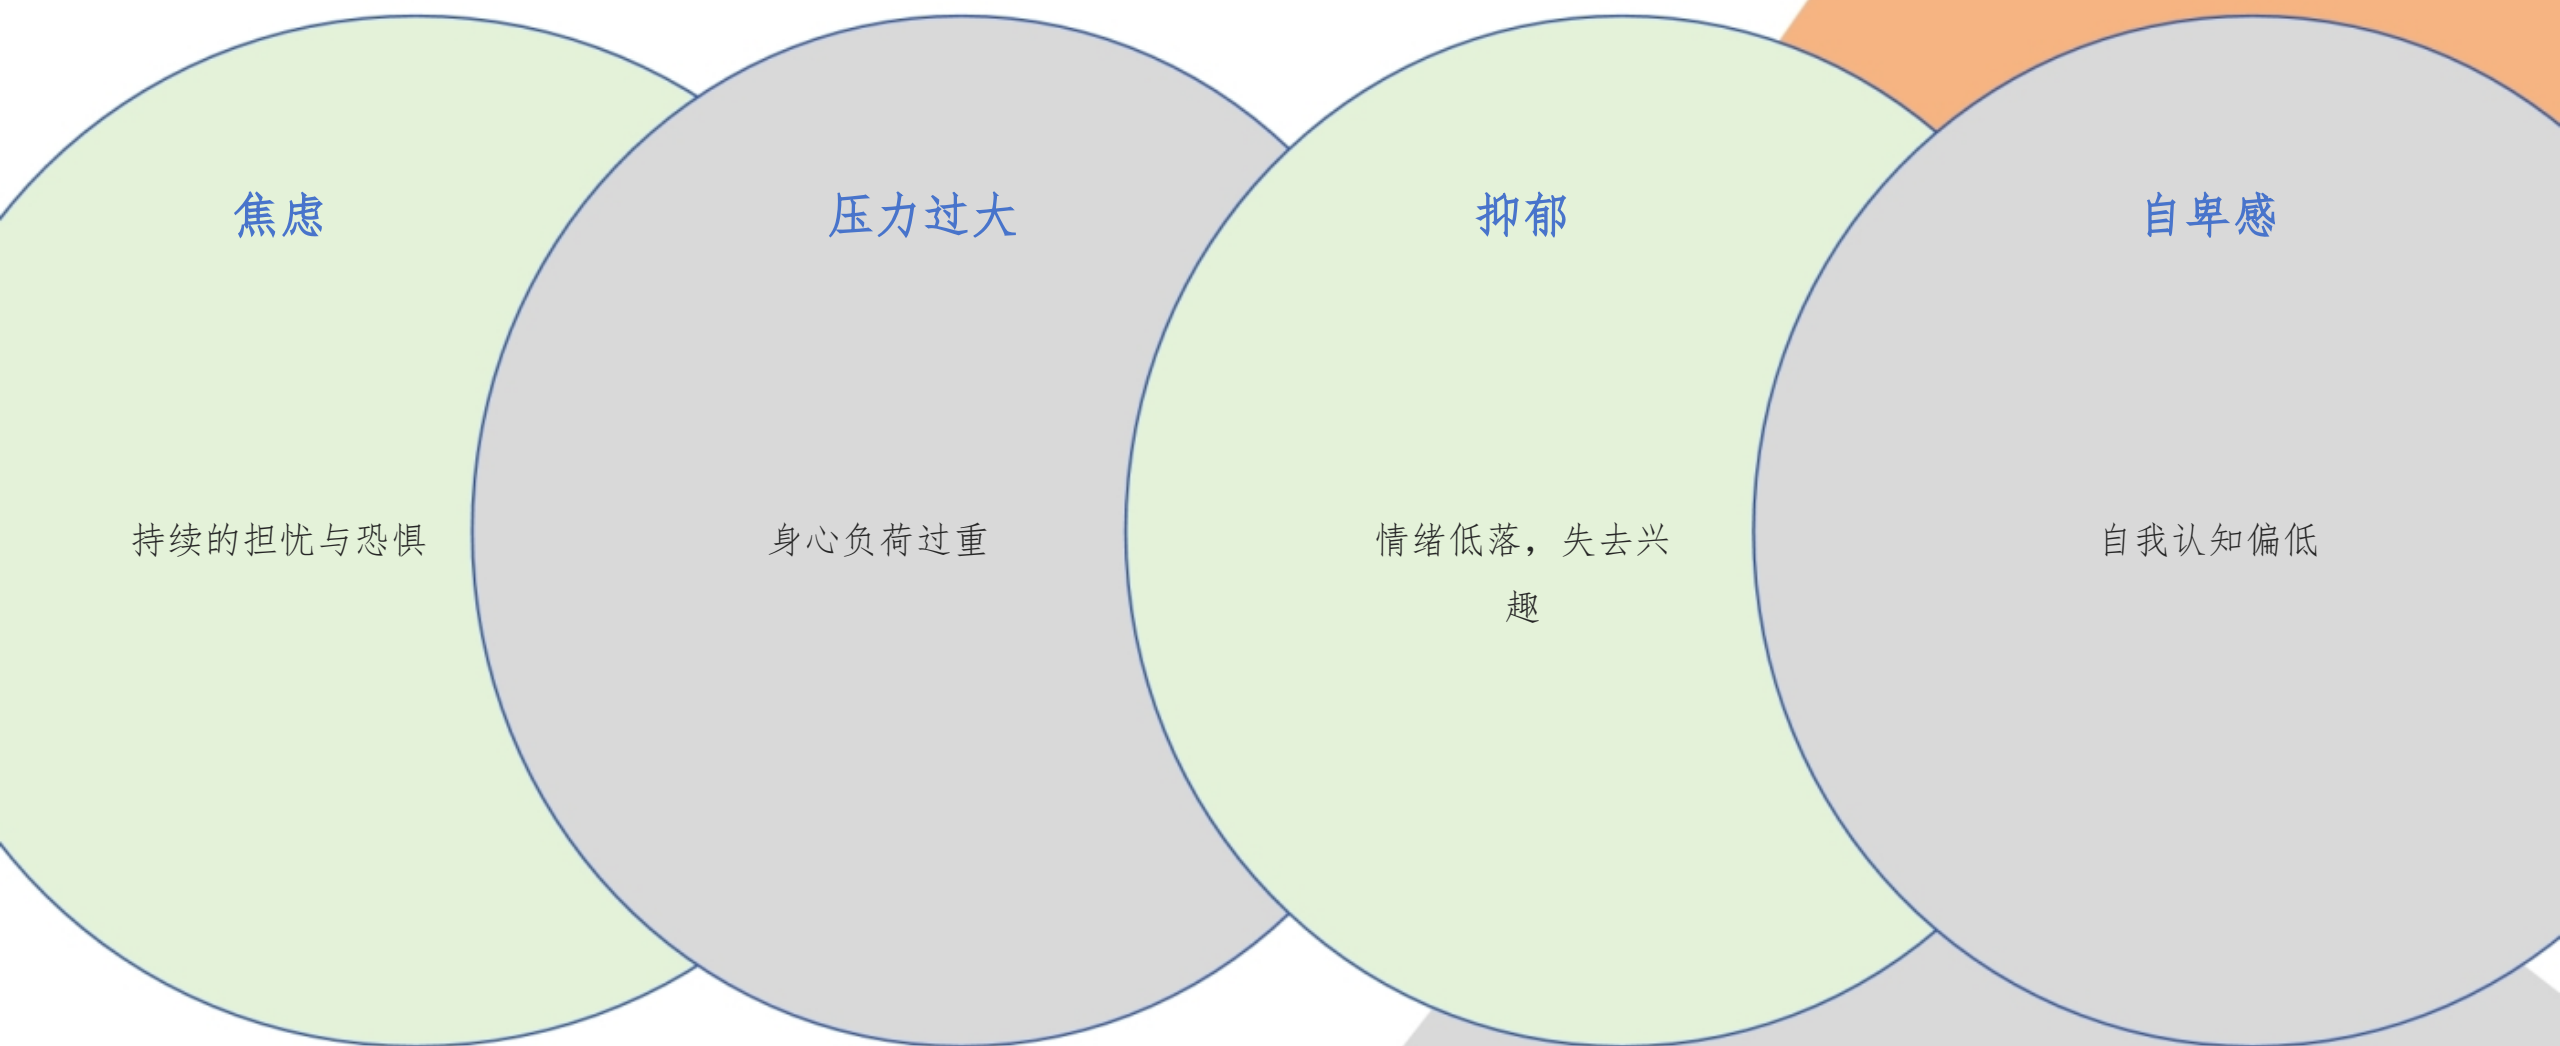 焦虑
压力过大
抑郁
自卑感
持续的担忧与恐惧
身心负荷过重
情绪低落，失去兴
趣
自我认知偏低